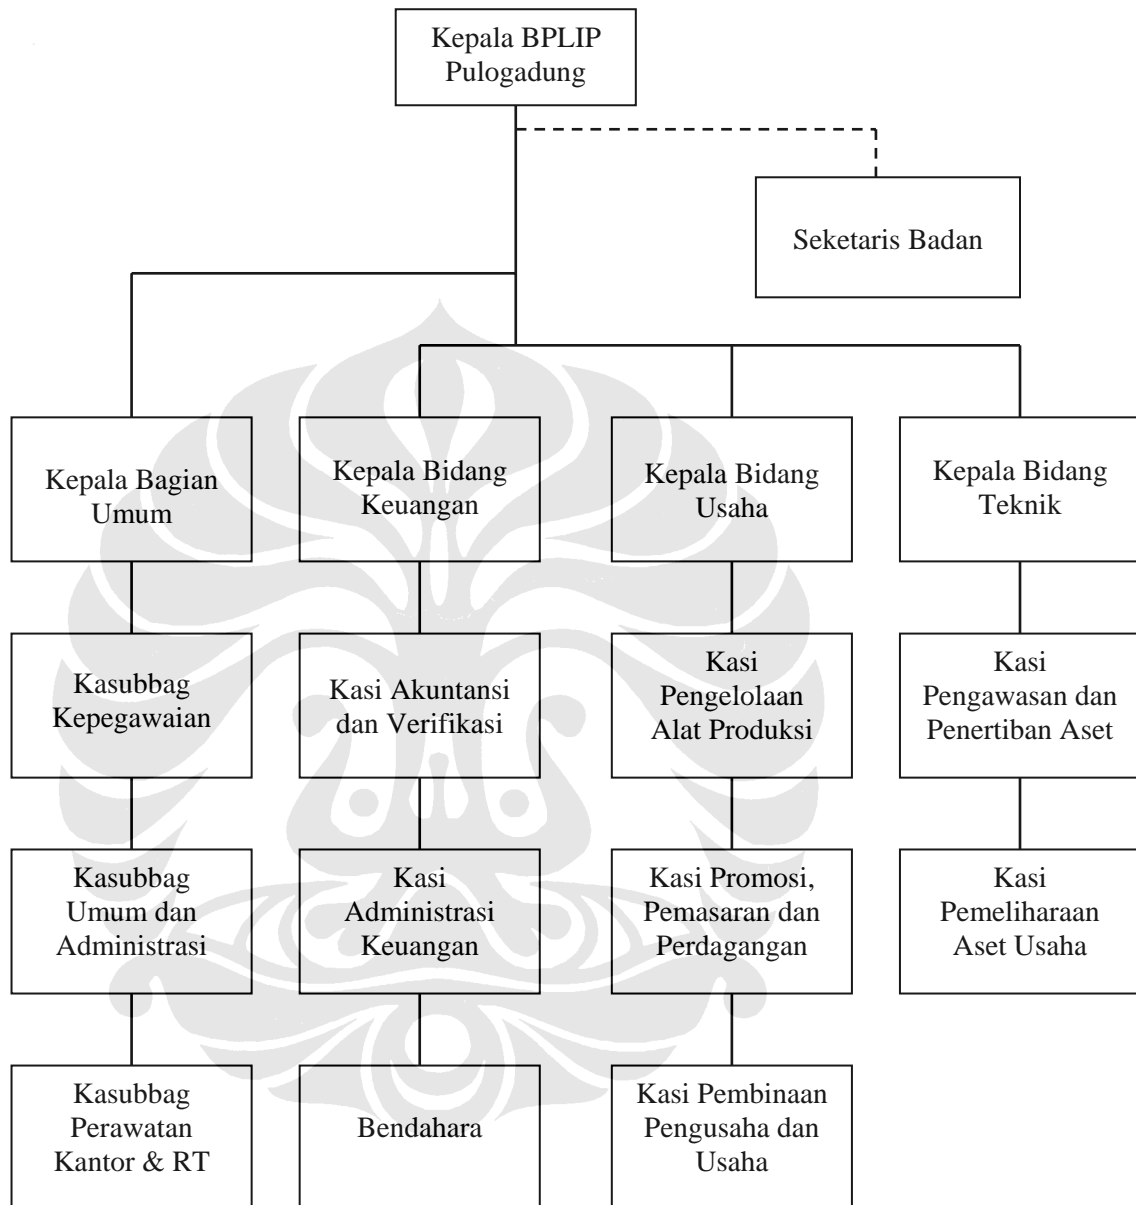 Kepala BPLIP
Pulogadung
Seketaris Badan
Kepala Bagian
Umum
Kepala Bidang
Keuangan
Kepala Bidang
Usaha
Kepala Bidang
Teknik
Kasubbag
Kepegawaian
Kasi Akuntansi
dan Verifikasi
Kasi
Pengelolaan
Alat Produksi
Kasi
Pengawasan dan
Penertiban Aset
Kasubbag
Umum dan
Administrasi
Kasi
Administrasi
Keuangan
Kasi Promosi,
Pemasaran dan
Perdagangan
Kasi
Pemeliharaan
Aset Usaha
Kasubbag
Perawatan
Kantor & RT
Bendahara
Kasi Pembinaan
Pengusaha dan
Usaha